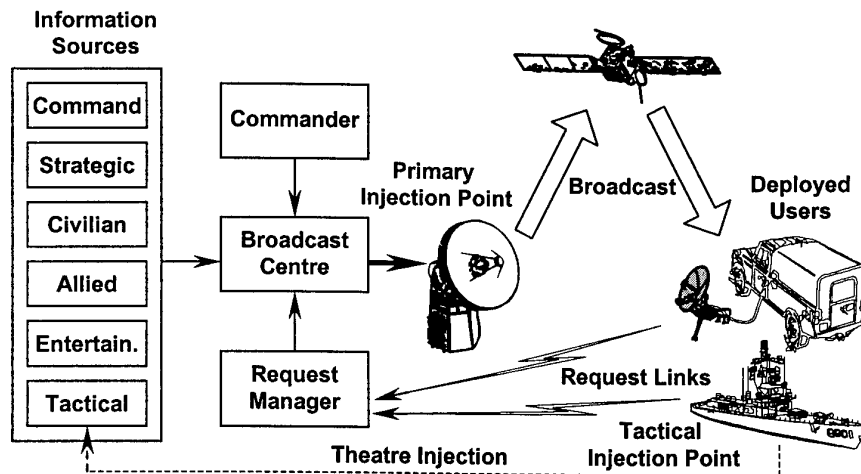 Information
Sources
Command
Strategic
Civilian
Allied
Entertain.
Tactical
Commander
Broadcast
Centre
Request
Manager
Primary
Injection Point
Broadcast
Deployed
Users
Request Links
Tactical
Injection Point
Theatre Injection